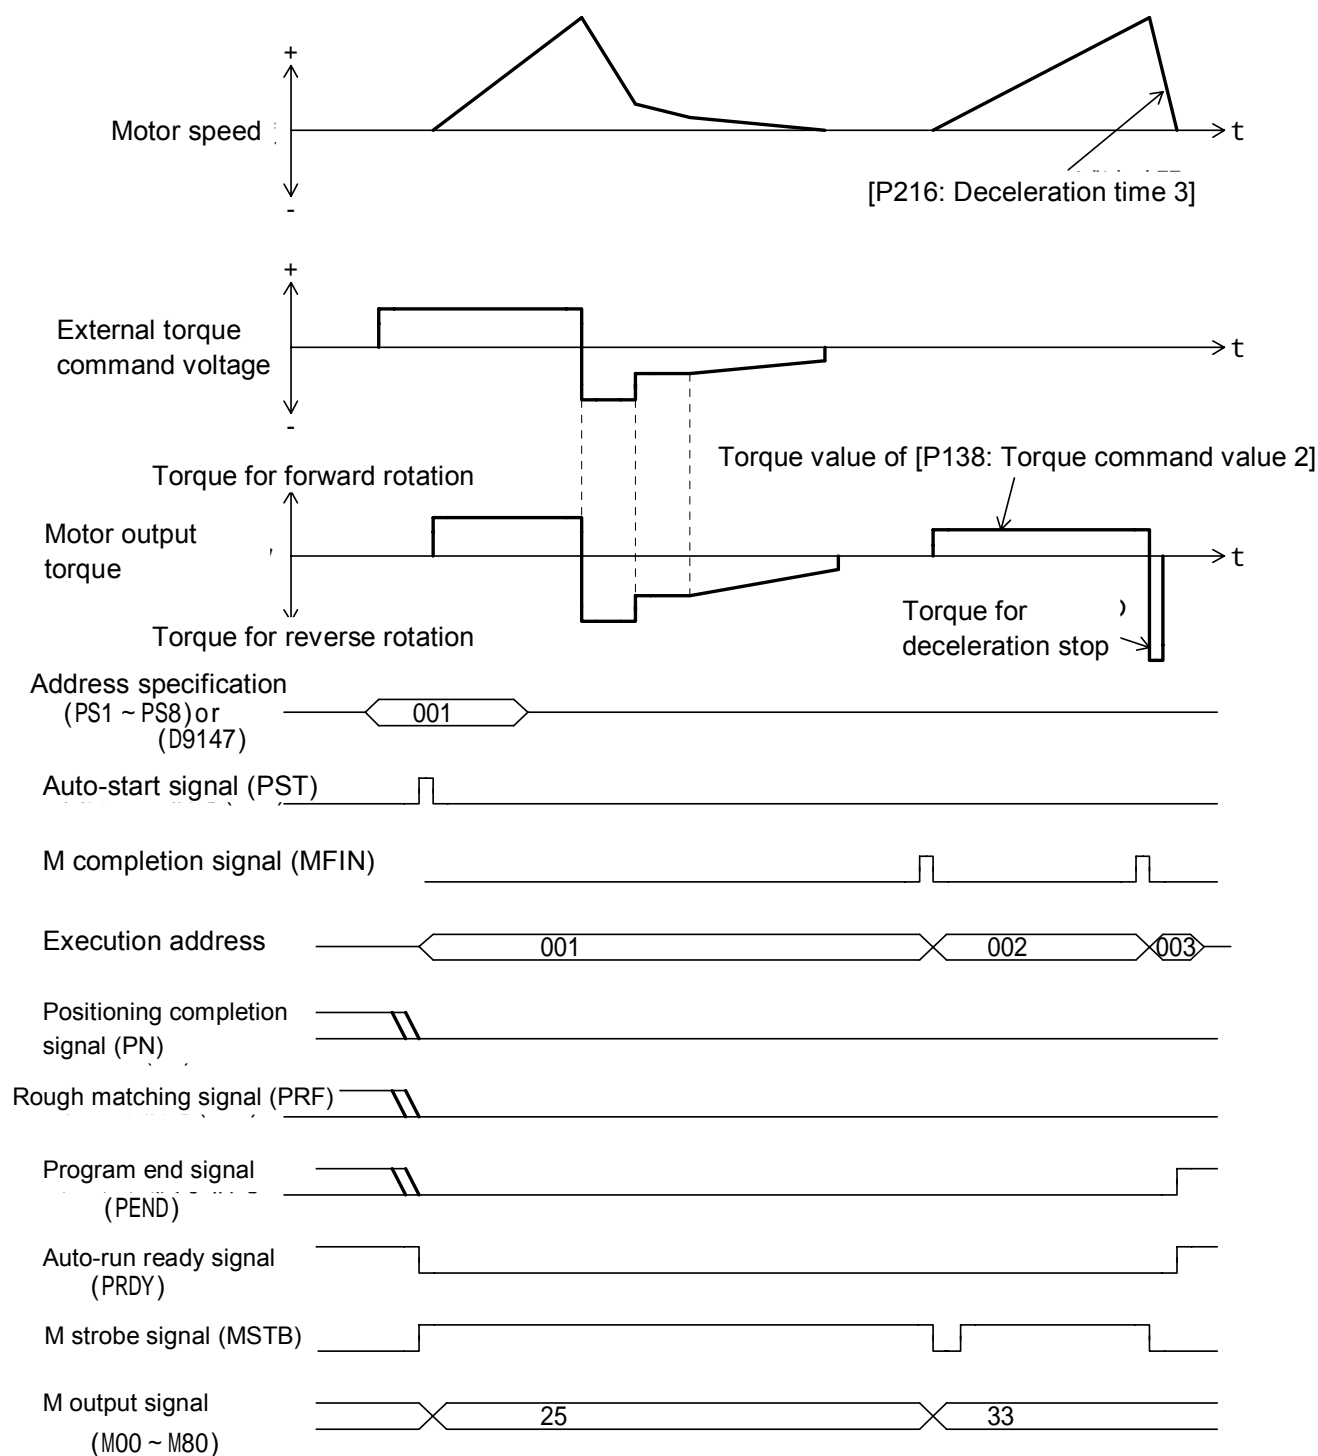 +
Motor speed
t
-
[P216: Deceleration time 3]
+
External torque
command voltage
t
-
Torque value of [P138: Torque command value 2]
Torque for forward rotation
Motor output
torque
t
Torque for
deceleration stop
Torque for reverse rotation
Address specification
(PS1 ~ PS8) or
(D9147)
001
Auto-start signal (PST)
M completion signal (MFIN)
Execution address
001
002
003
Positioning completion
signal (PN)
Rough matching signal (PRF)
Program end signal
(PEND)
Auto-run ready signal
(PRDY)
M strobe signal (MSTB)
M output signal
(M00 ~ M80)
25
33